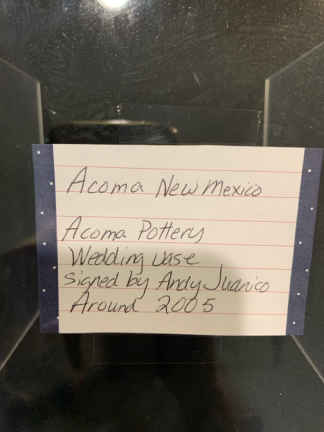 Acoma New Mexico
Acoma Pottery
Wedding Vase
signed by Andy Juanico
Around 2005